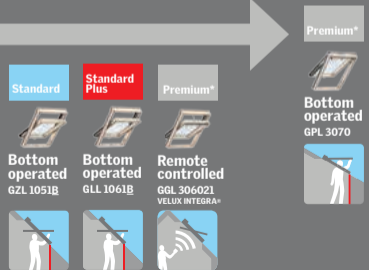 Premium*
Bottom
operated
GPL 3070
Standard
Bottom
operated
GZL 1051B
Standard
Plus
Bottom
operated
GLL 1061B
Premium*
Remote
controlled
GGL 306021
VELUX INTEGRA®